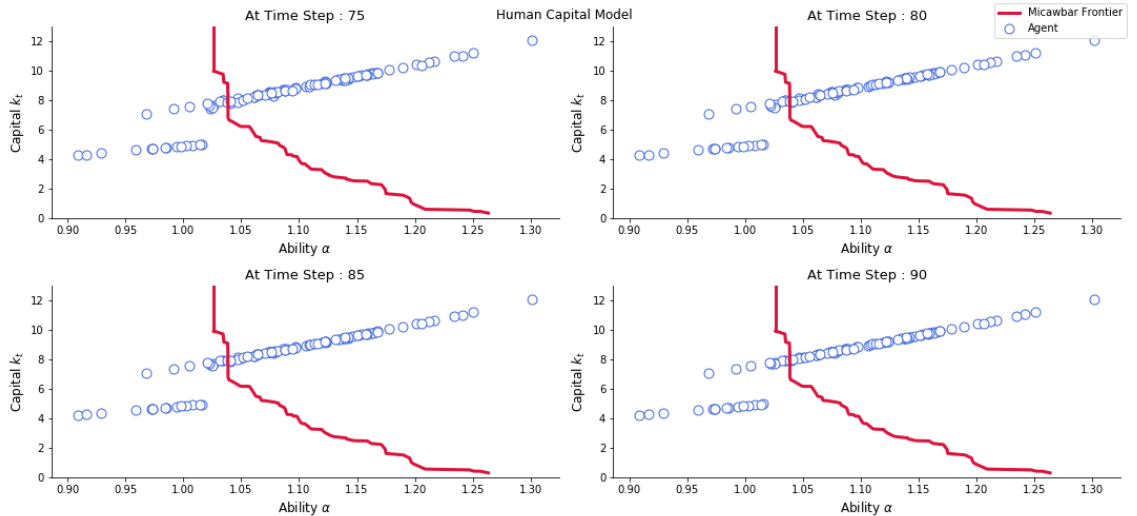 Human Capital Model
Micawbar Frontier
Agent
At Time Step : 75
12
10
8
6
4
2
0
Capital kₜ
0.90 0.95 1.00 1.05 1.10 1.15 1.20 1.25 1.30
Ability α
At Time Step : 80
12
10
8
6
4
2
0
Capital kₜ
0.90 0.95 1.00 1.05 1.10 1.15 1.20 1.25 1.30
Ability α
At Time Step : 85
12
10
8
6
4
2
0
Capital kₜ
0.90 0.95 1.00 1.05 1.10 1.15 1.20 1.25 1.30
Ability α
At Time Step : 90
12
10
8
6
4
2
0
Capital kₜ
0.90 0.95 1.00 1.05 1.10 1.15 1.20 1.25 1.30
Ability α